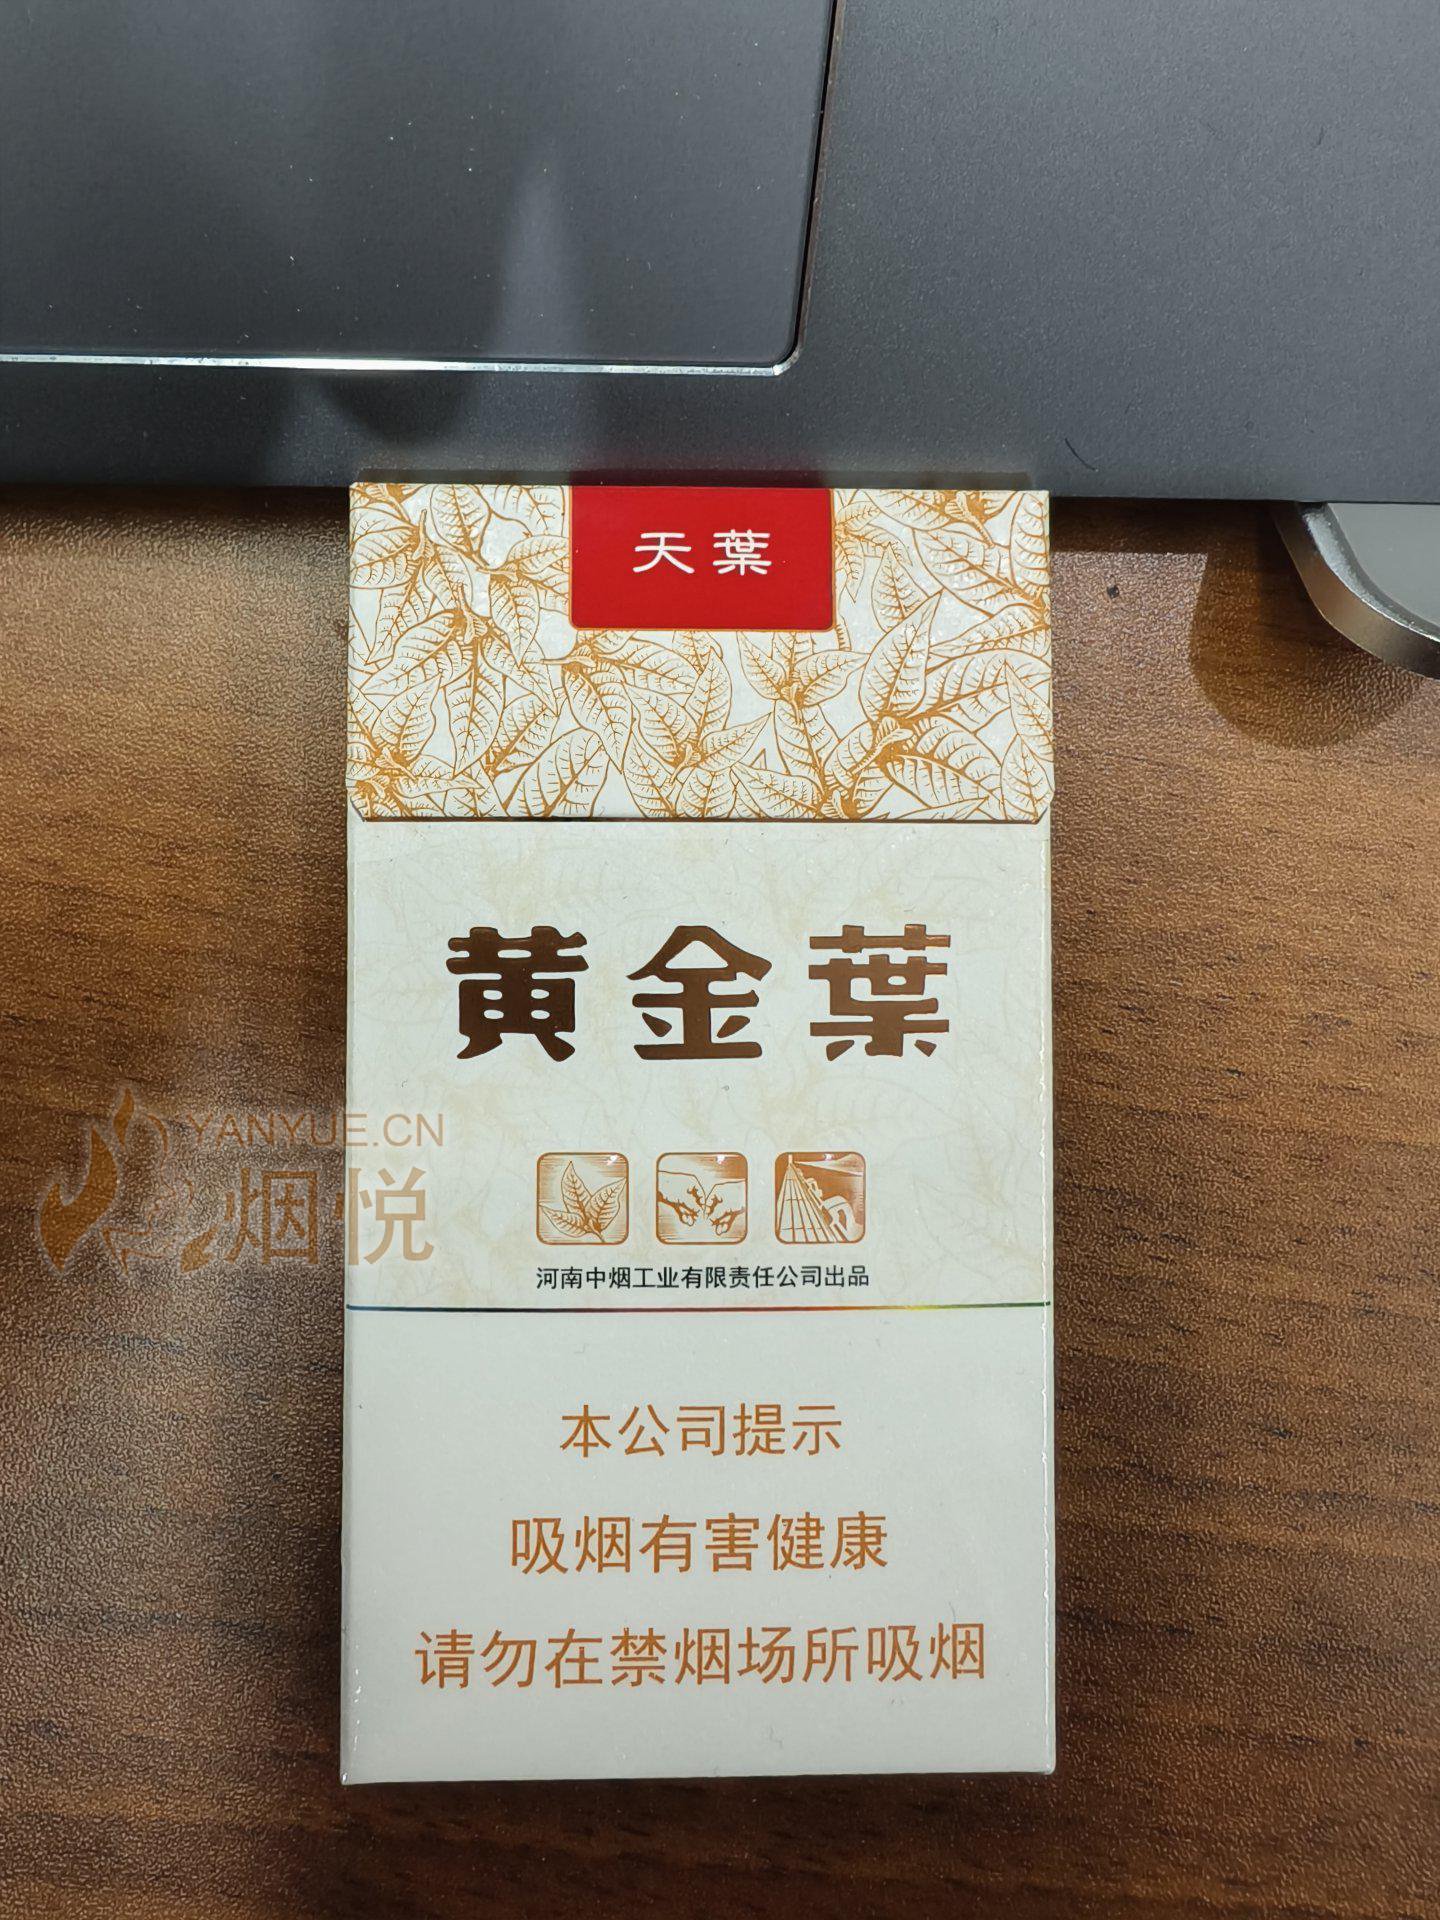 天葉
黄金葉
YANYUE.CN
烟悦
河南中烟工业有限责任公司出品
本公司提示
吸烟有害健康
请勿在禁烟场所吸烟